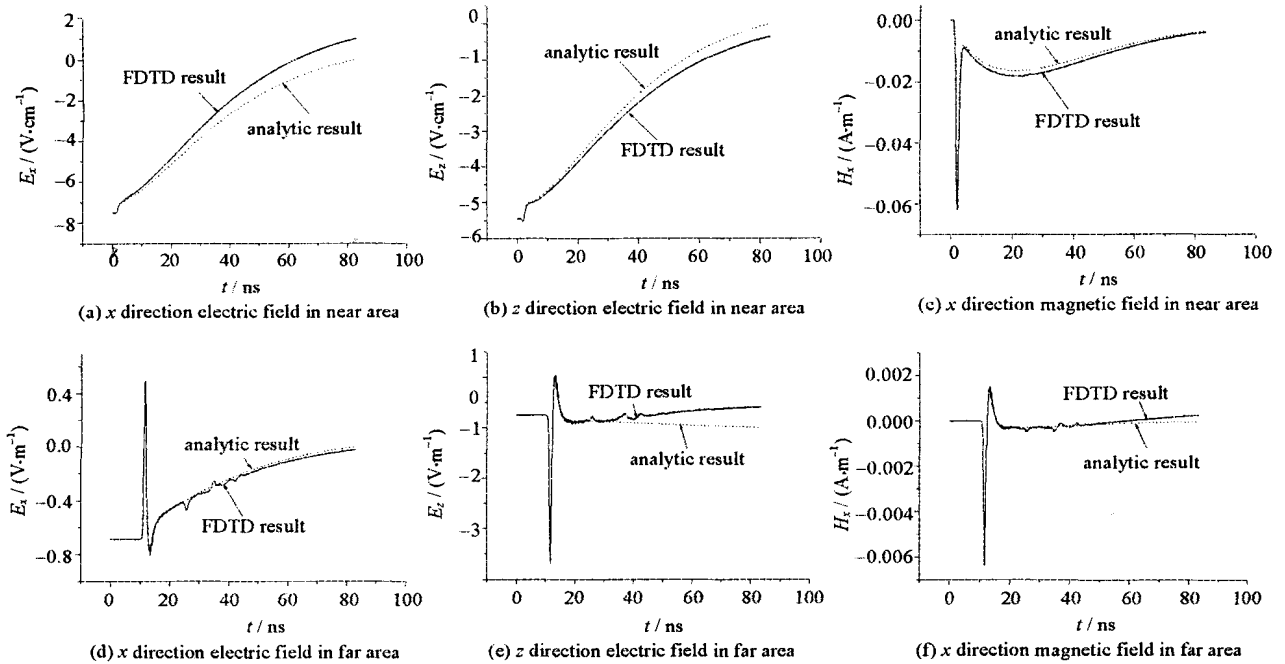 2
0
−2
−4
−6
−8
E_x / (V·cm⁻¹)
FDTD result
analytic result
0 20 40 60 80 100
t / ns
(a) x direction electric field in near area
0
−1
−2
−3
−4
−5
−6
E_z / (V·cm⁻¹)
analytic result
FDTD result
0 20 40 60 80 100
t / ns
(b) z direction electric field in near area
0.00
−0.02
−0.04
−0.06
H_x / (A·m⁻¹)
analytic result
FDTD result
0 20 40 60 80 100
t / ns
(c) x direction magnetic field in near area
0.4
0.0
−0.4
−0.8
E_x / (V·m⁻¹)
analytic result
FDTD result
0 20 40 60 80 100
t / ns
(d) x direction electric field in far area
1
0
−1
−2
−3
E_z / (V·m⁻¹)
FDTD result
analytic result
0 20 40 60 80 100
t / ns
(e) z direction electric field in far area
0.002
0.000
−0.002
−0.004
−0.006
H_x / (A·m⁻¹)
FDTD result
analytic result
0 20 40 60 80 100
t / ns
(f) x direction magnetic field in far area